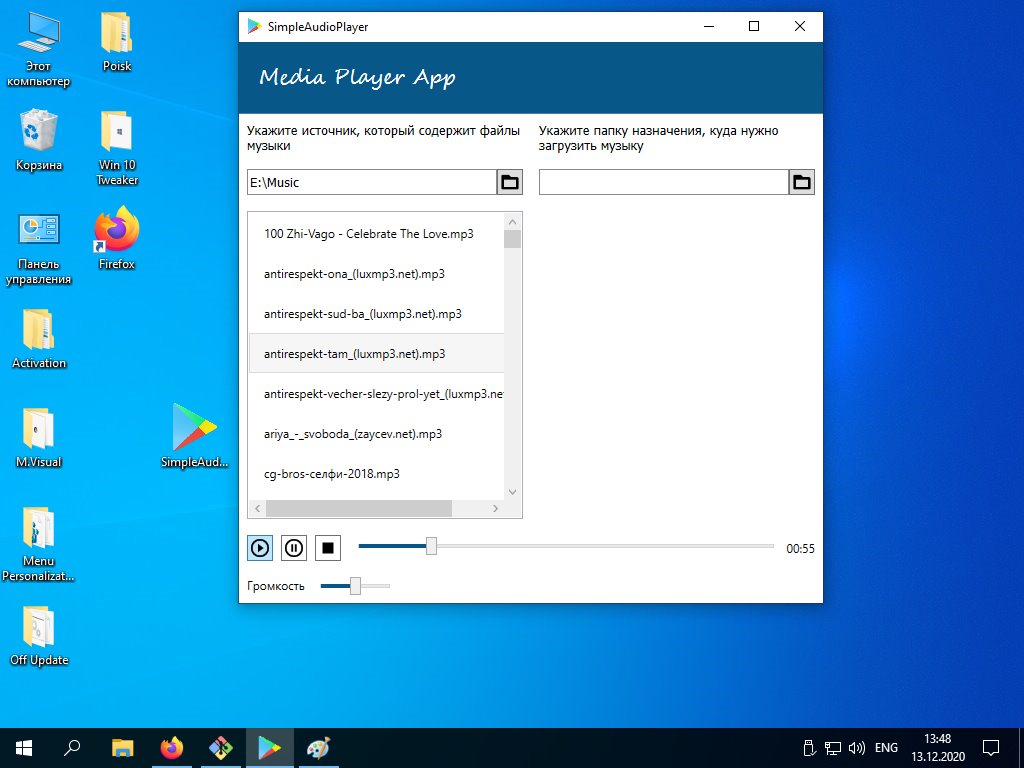 Этот
компьютер
Poisk
Корзина
Win 10
Tweaker
Панель
управления
Firefox
Activation
M.Visual
SimpleAud...
Menu
Personalizat...
Off Update
SimpleAudioPlayer
Media Player App
Укажите источник, который содержит файлы
музыки
Укажите папку назначения, куда нужно
загрузить музыку
E:\Music
100 Zhi-Vago - Celebrate The Love.mp3
antirespekt-ona_(luxmp3.net).mp3
antirespekt-sud-ba_(luxmp3.net).mp3
antirespekt-tam_(luxmp3.net).mp3
antirespekt-vecher-slezy-prol-yet_(luxmp3.ne
ariya_-_svoboda_(zaycev.net).mp3
cg-bros-селфи-2018.mp3
00:55
Громкость
ENG
13:48
13.12.2020